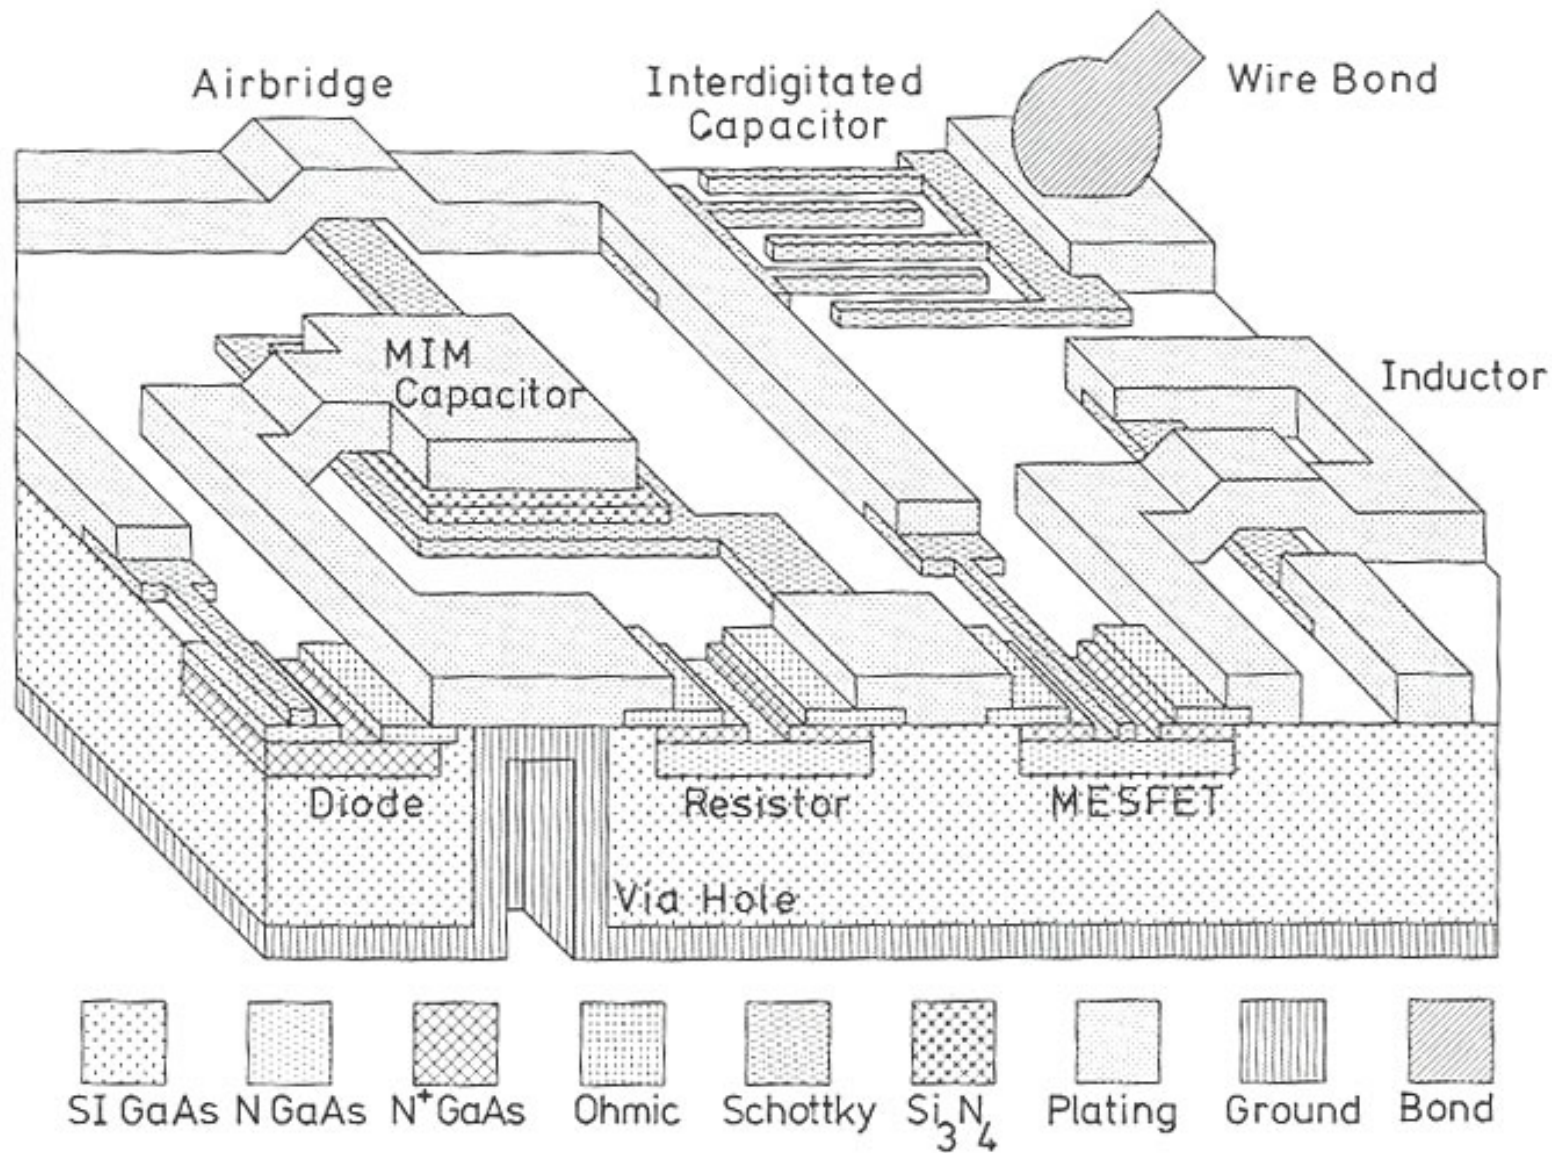 Airbridge
Interdigitated
Capacitor
Wire Bond
MIM
Capacitor
Inductor
Diode
Resistor
MESFET
Via Hole
SI GaAs
N GaAs
N⁺GaAs
Ohmic
Schottky
Si₃N₄
Plating
Ground
Bond